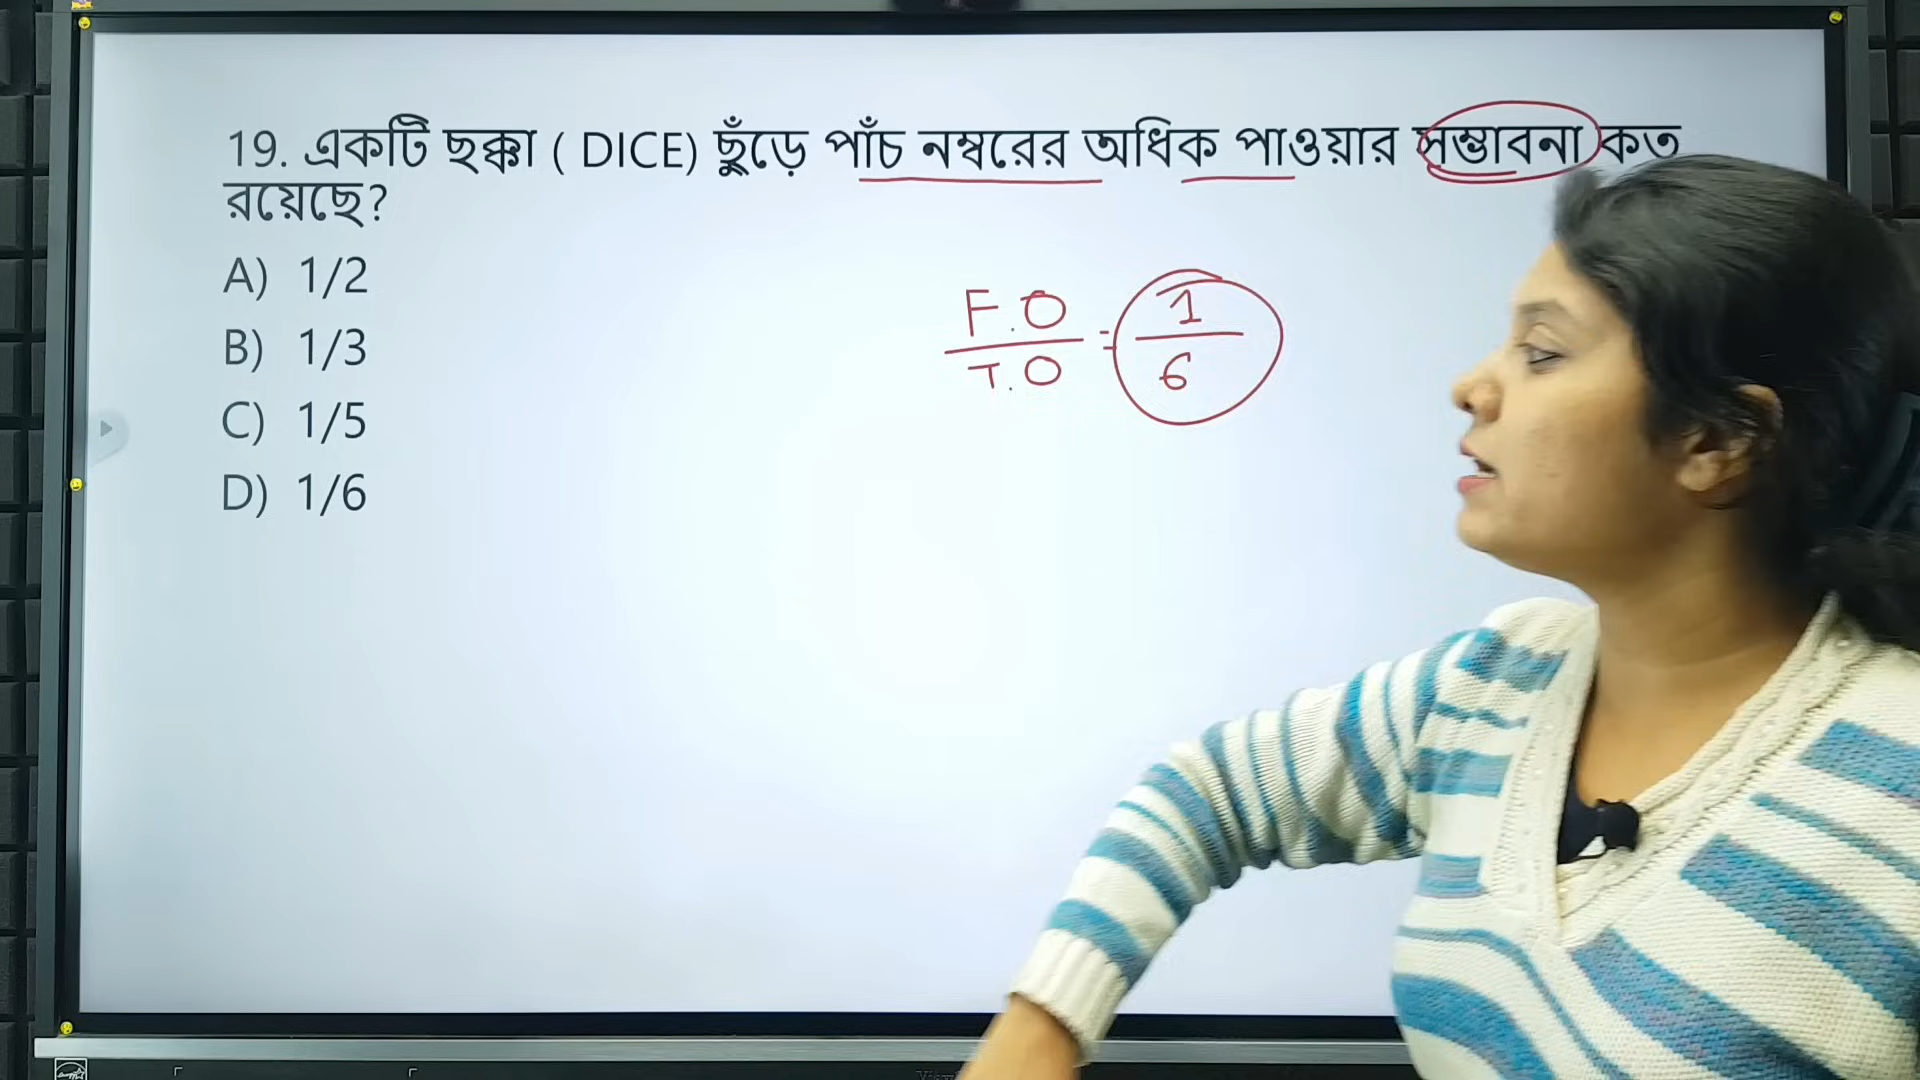 19. একটি ছক্কা ( DICE) ছুঁড়ে পাঁচ নম্বরের অধিক পাওয়ার সম্ভাবনা কত
রয়েছে?
A) 1/2
B) 1/3
C) 1/5
D) 1/6
F.O
T.O
=
1
6